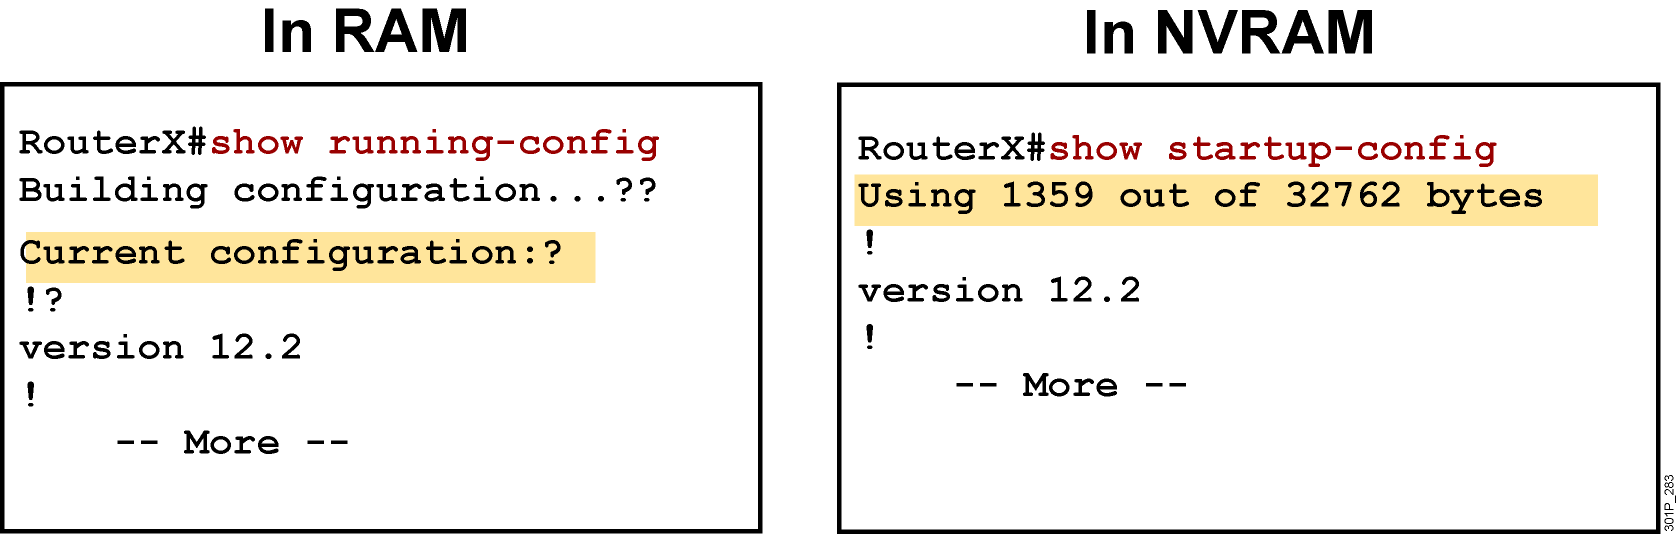 In RAM
RouterX#show running-config
Building configuration...??
Current configuration:?
!?
version 12.2
!
-- More --
In NVRAM
RouterX#show startup-config
Using 1359 out of 32762 bytes
!
version 12.2
!
-- More --
301P_283